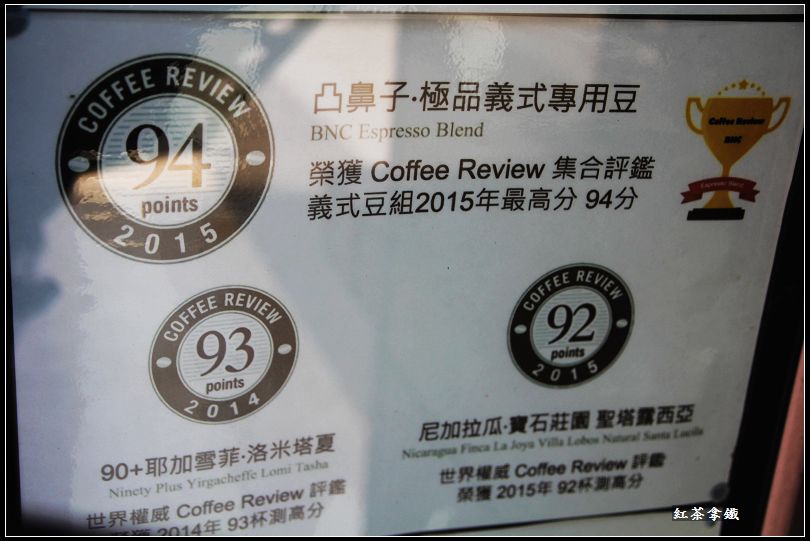 COFFEE REVIEW
94
points
2015
凸鼻子·極品義式專用豆
BNC Espresso Blend
榮獲 Coffee Review 集合評鑑
義式豆組2015年最高分 94分
Coffee Review
BNC
Espresso Blend
COFFEE REVIEW
93
points
2014
90+耶加雪菲·洛米塔夏
Ninety Plus Yirgacheffe Lomi Tasha
世界權威 Coffee Review 評鑑
2014年 93杯測高分
COFFEE REVIEW
92
points
2015
尼加拉瓜·寶石莊園 聖塔露西亞
Nicaragua Finca La Joya Villa Lobos Natural Santa Lucila
世界權威 Coffee Review 評鑑
榮獲 2015年 92杯測高分
紅茶拿鐵